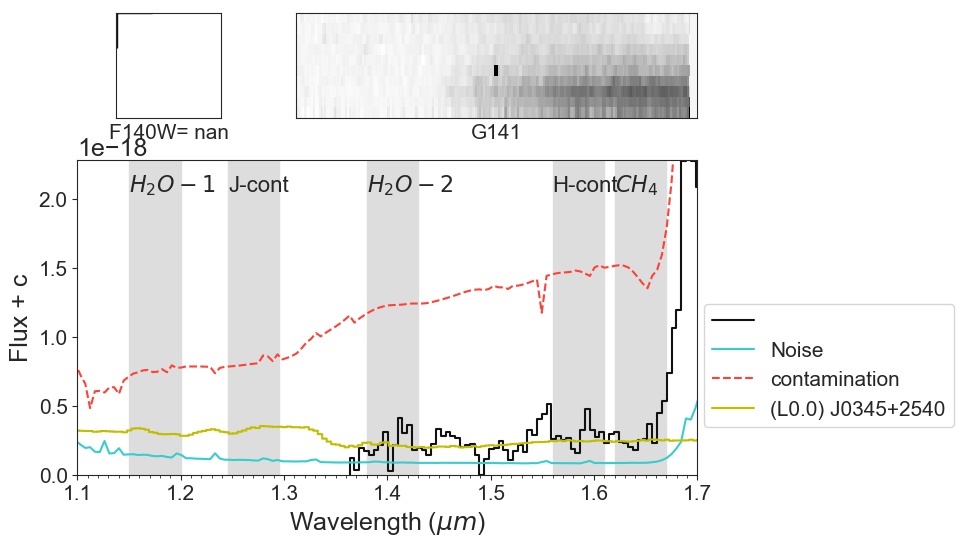 F140W= nan
G141
1e−18
H₂O − 1 J-cont H₂O − 2 H-cont CH₄
2.0
1.5
1.0
0.5
0.0
Flux + c
1.1 1.2 1.3 1.4 1.5 1.6 1.7
Wavelength (μm)
Noise
contamination
(L0.0) J0345+2540